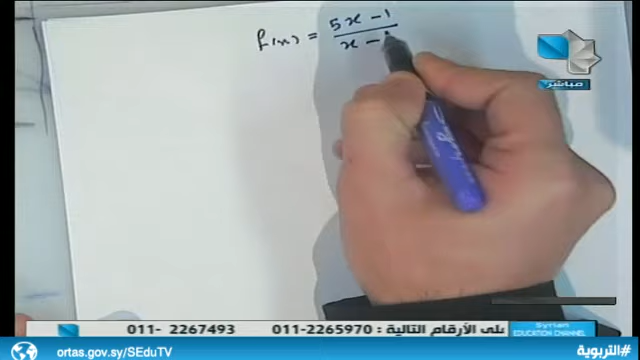 f(x) = 5x - 1
x -
مباشر
على الأرقام التالية : 2265970-011 2267493 -011
Syrian
EDUCATION CHANNEL
ortas.gov.sy/SEduTV
#التربوية